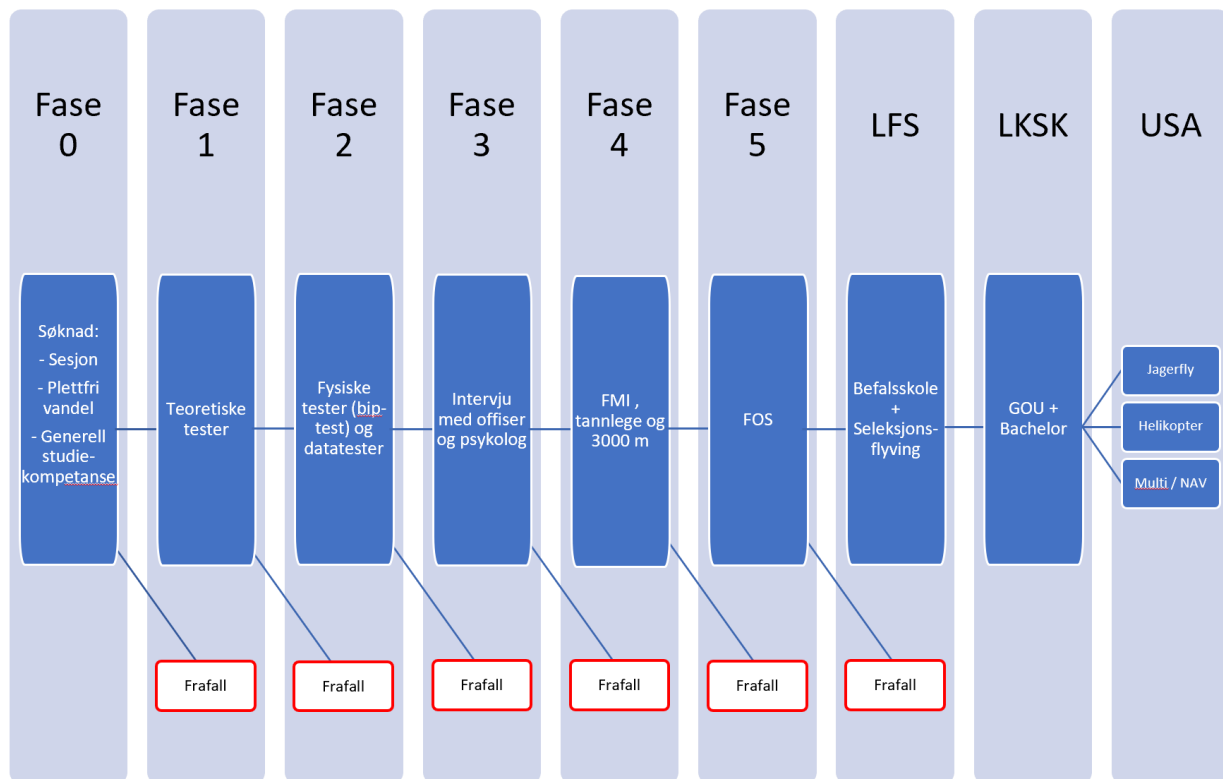 Fase
0
Fase
1
Fase
2
Fase
3
Fase
4
Fase
5
LFS
LKSK
USA
Søknad:
- Sesjon
- Plettfri
vandel
- Generell
studie-
kompetanse
Teoretiske
tester
Fysiske
tester (bip-
test) og
datatester
Intervju
med offiser
og psykolog
FMI ,
tannlege og
3000 m
FOS
Befalsskole
+
Seleksjons-
flyving
GOU +
Bachelor
Jagerfly
Helikopter
Multi / NAV
Frafall
Frafall
Frafall
Frafall
Frafall
Frafall